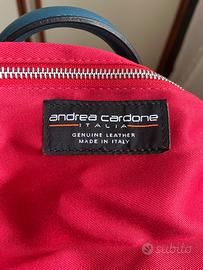 andrea cardone
ITALIA
GENUINE LEATHER
MADE IN ITALY
subito